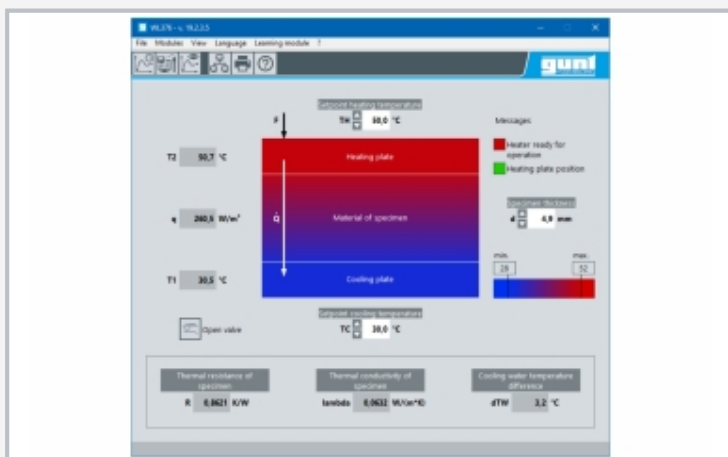 WL376 - v. 19.2.3.5
File Modules View Language Learning module ?
gunt
Setpoint heating temperature
F
TH 50,0 °C
Messages
T2 50,7 °C
Heating plate
Heater ready for
operation
Heating plate position
Specimen thickness
q 260,5 W/m²
Q̇
Material of specimen
d 4,9 mm
min. max.
28 52
T1 30,5 °C
Cooling plate
Setpoint cooling temperature
Open valve
TC 30,0 °C
Thermal resistance of
specimen
Thermal conductivity of
specimen
Cooling water temperature
difference
R 0,0621 K/W
lambda 0,0632 W/(m*K)
dTW 3,2 °C